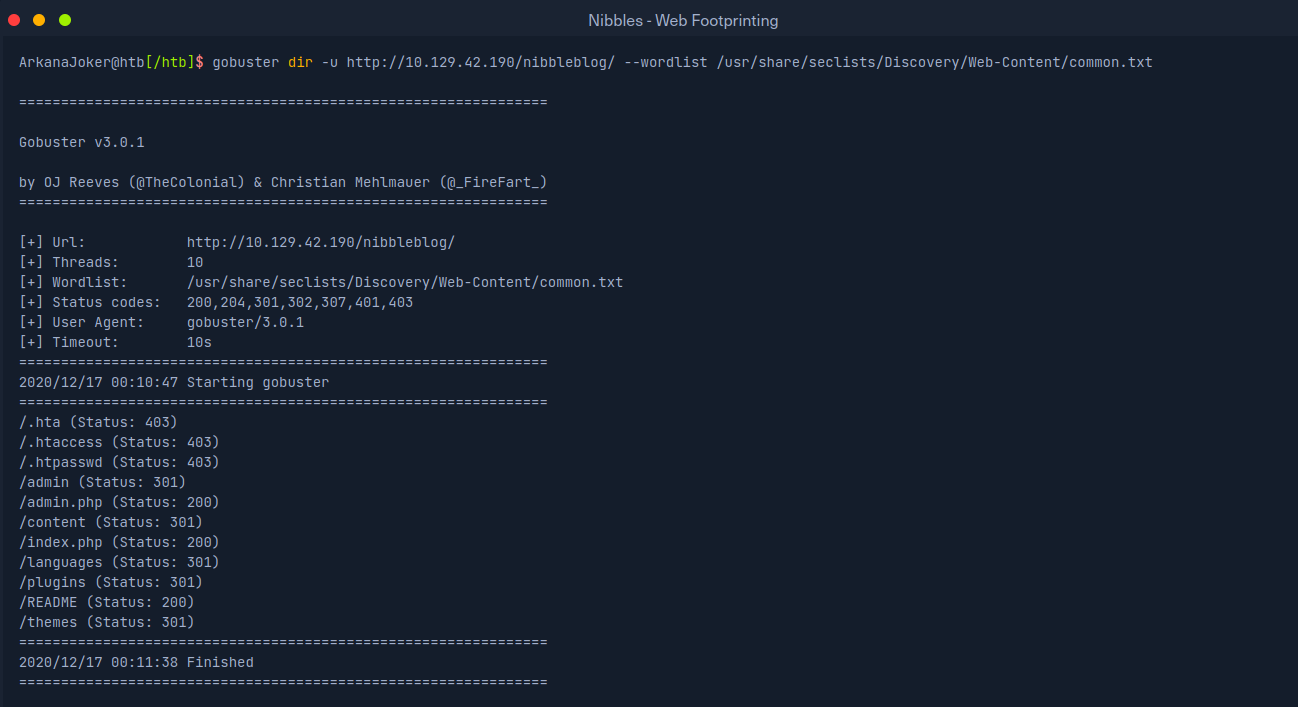 Nibbles - Web Footprinting
ArkanaJoker@htb[/htb]$ gobuster dir -u http://10.129.42.190/nibbleblog/ --wordlist /usr/share/seclists/Discovery/Web-Content/common.txt
===============================================================
Gobuster v3.0.1
by OJ Reeves (@TheColonial) & Christian Mehlmauer (@_FireFart_)
===============================================================
[+] Url:            http://10.129.42.190/nibbleblog/
[+] Threads:        10
[+] Wordlist:       /usr/share/seclists/Discovery/Web-Content/common.txt
[+] Status codes:   200,204,301,302,307,401,403
[+] User Agent:     gobuster/3.0.1
[+] Timeout:        10s
===============================================================
2020/12/17 00:10:47 Starting gobuster
===============================================================
/.hta (Status: 403)
/.htaccess (Status: 403)
/.htpasswd (Status: 403)
/admin (Status: 301)
/admin.php (Status: 200)
/content (Status: 301)
/index.php (Status: 200)
/languages (Status: 301)
/plugins (Status: 301)
/README (Status: 200)
/themes (Status: 301)
===============================================================
2020/12/17 00:11:38 Finished
===============================================================